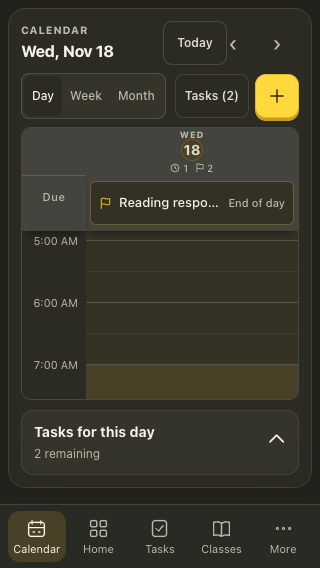 CALENDAR
Wed, Nov 18
Today
Day Week Month
Tasks (2)
WED
18
1 2
Due
Reading respo... End of day
5:00 AM
6:00 AM
7:00 AM
Tasks for this day
2 remaining
Calendar Home Tasks Classes More